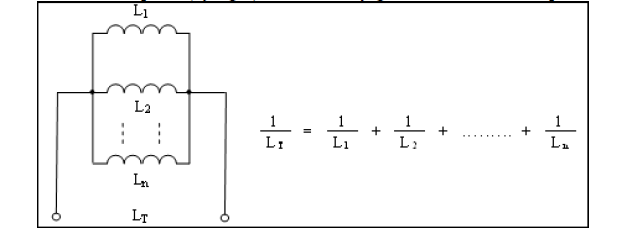 L1
L2
Ln
LT
1/LT = 1/L1 + 1/L2 + ......... + 1/Ln